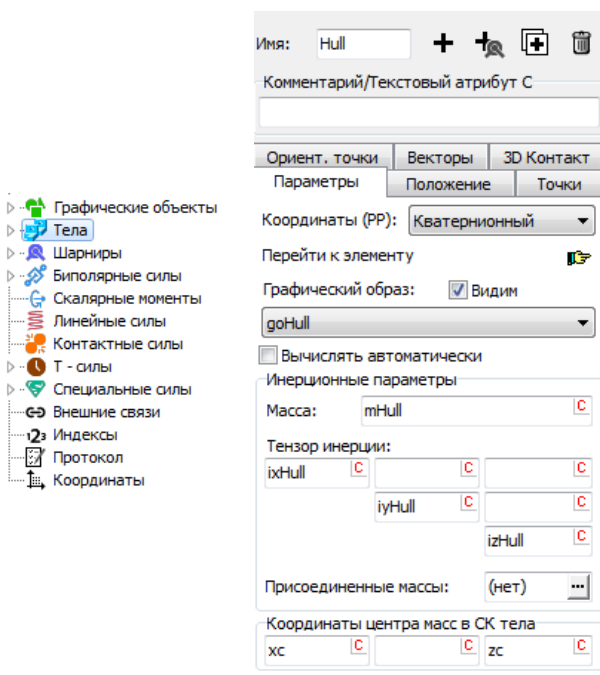 Графические объекты
Тела
Шарниры
Биполярные силы
Скалярные моменты
Линейные силы
Контактные силы
Т - силы
Специальные силы
Внешние связи
Индексы
Протокол
Координаты
Имя: Hull
Комментарий/Текстовый атрибут C
Ориент. точки Векторы 3D Контакт
Параметры Положение Точки
Координаты (PP): Кватернионный
Перейти к элементу
Графический образ: Видим
goHull
Вычислять автоматически
Инерционные параметры
Масса: mHull C
Тензор инерции:
ixHull C C C
iyHull C C
izHull C
Присоединенные массы: (нет) ...
Координаты центра масс в СК тела
xc C C zc C